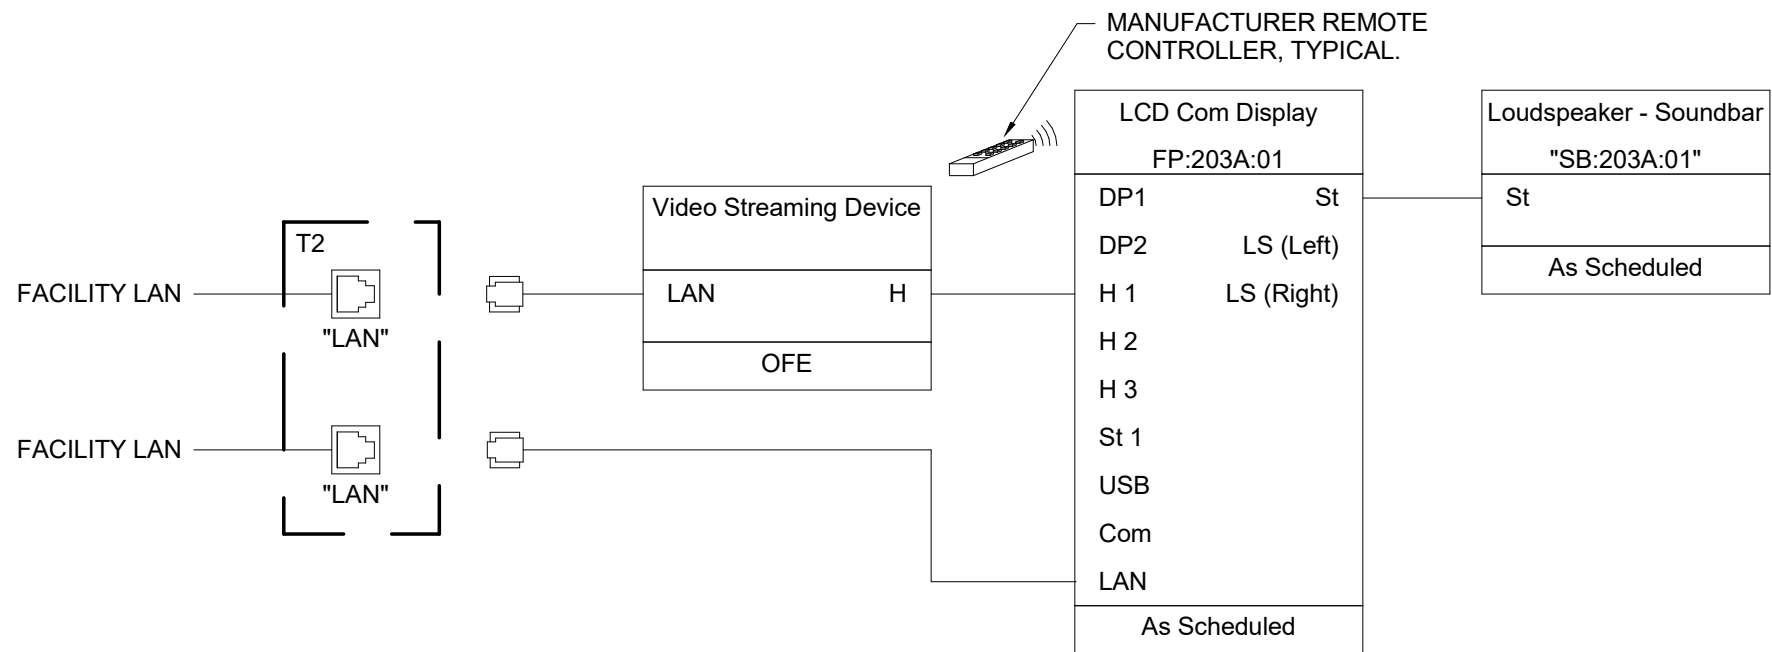 MANUFACTURER REMOTE
CONTROLLER, TYPICAL.
LCD Com Display
FP:203A:01
Loudspeaker - Soundbar
"SB:203A:01"
Video Streaming Device
DP1 St
St
T2
DP2 LS (Left)
As Scheduled
FACILITY LAN
LAN H
H 1 LS (Right)
"LAN"
H 2
OFE
H 3
FACILITY LAN
St 1
"LAN"
USB
Com
LAN
As Scheduled